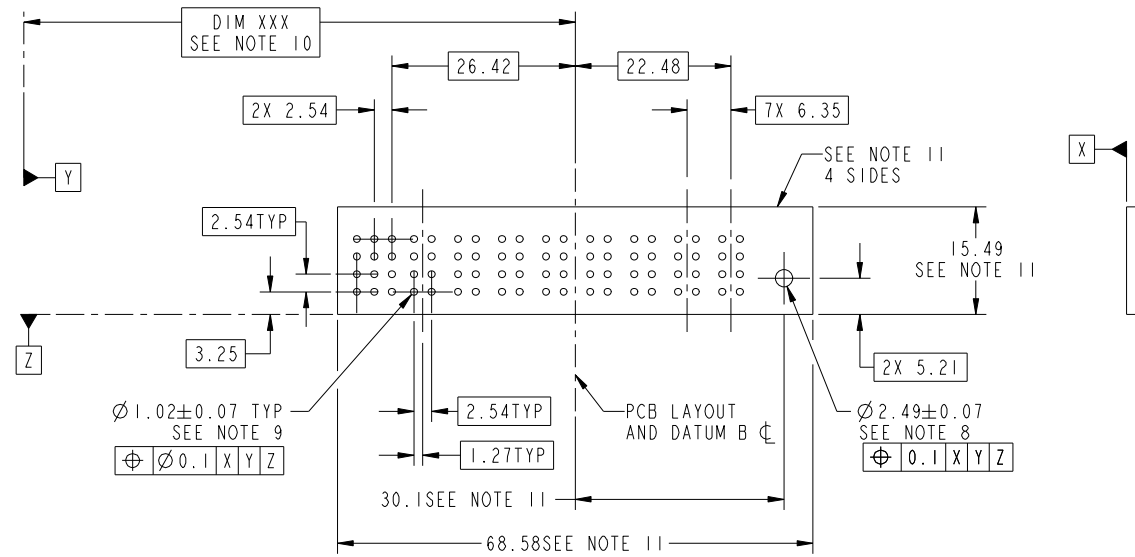 DIM XXX
SEE NOTE 10
26.42
22.48
2X 2.54
7X 6.35
Y
X
SEE NOTE 11
4 SIDES
2.54TYP
15.49
SEE NOTE 11
3.25
Z
2X 5.21
Ø1.02±0.07 TYP
SEE NOTE 9
⌖ Ø0.1 X Y Z
2.54TYP
1.27TYP
PCB LAYOUT
AND DATUM B ℄
Ø2.49±0.07
SEE NOTE 8
⌖ 0.1 X Y Z
30.1SEE NOTE 11
68.58SEE NOTE 11